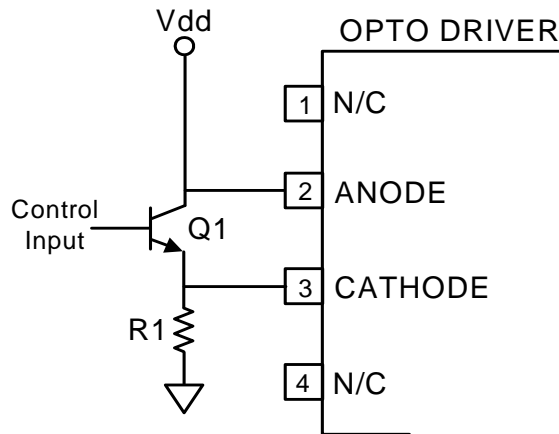 Vdd
OPTO DRIVER
1 N/C
2 ANODE
Control
Input
Q1
3 CATHODE
R1
4 N/C